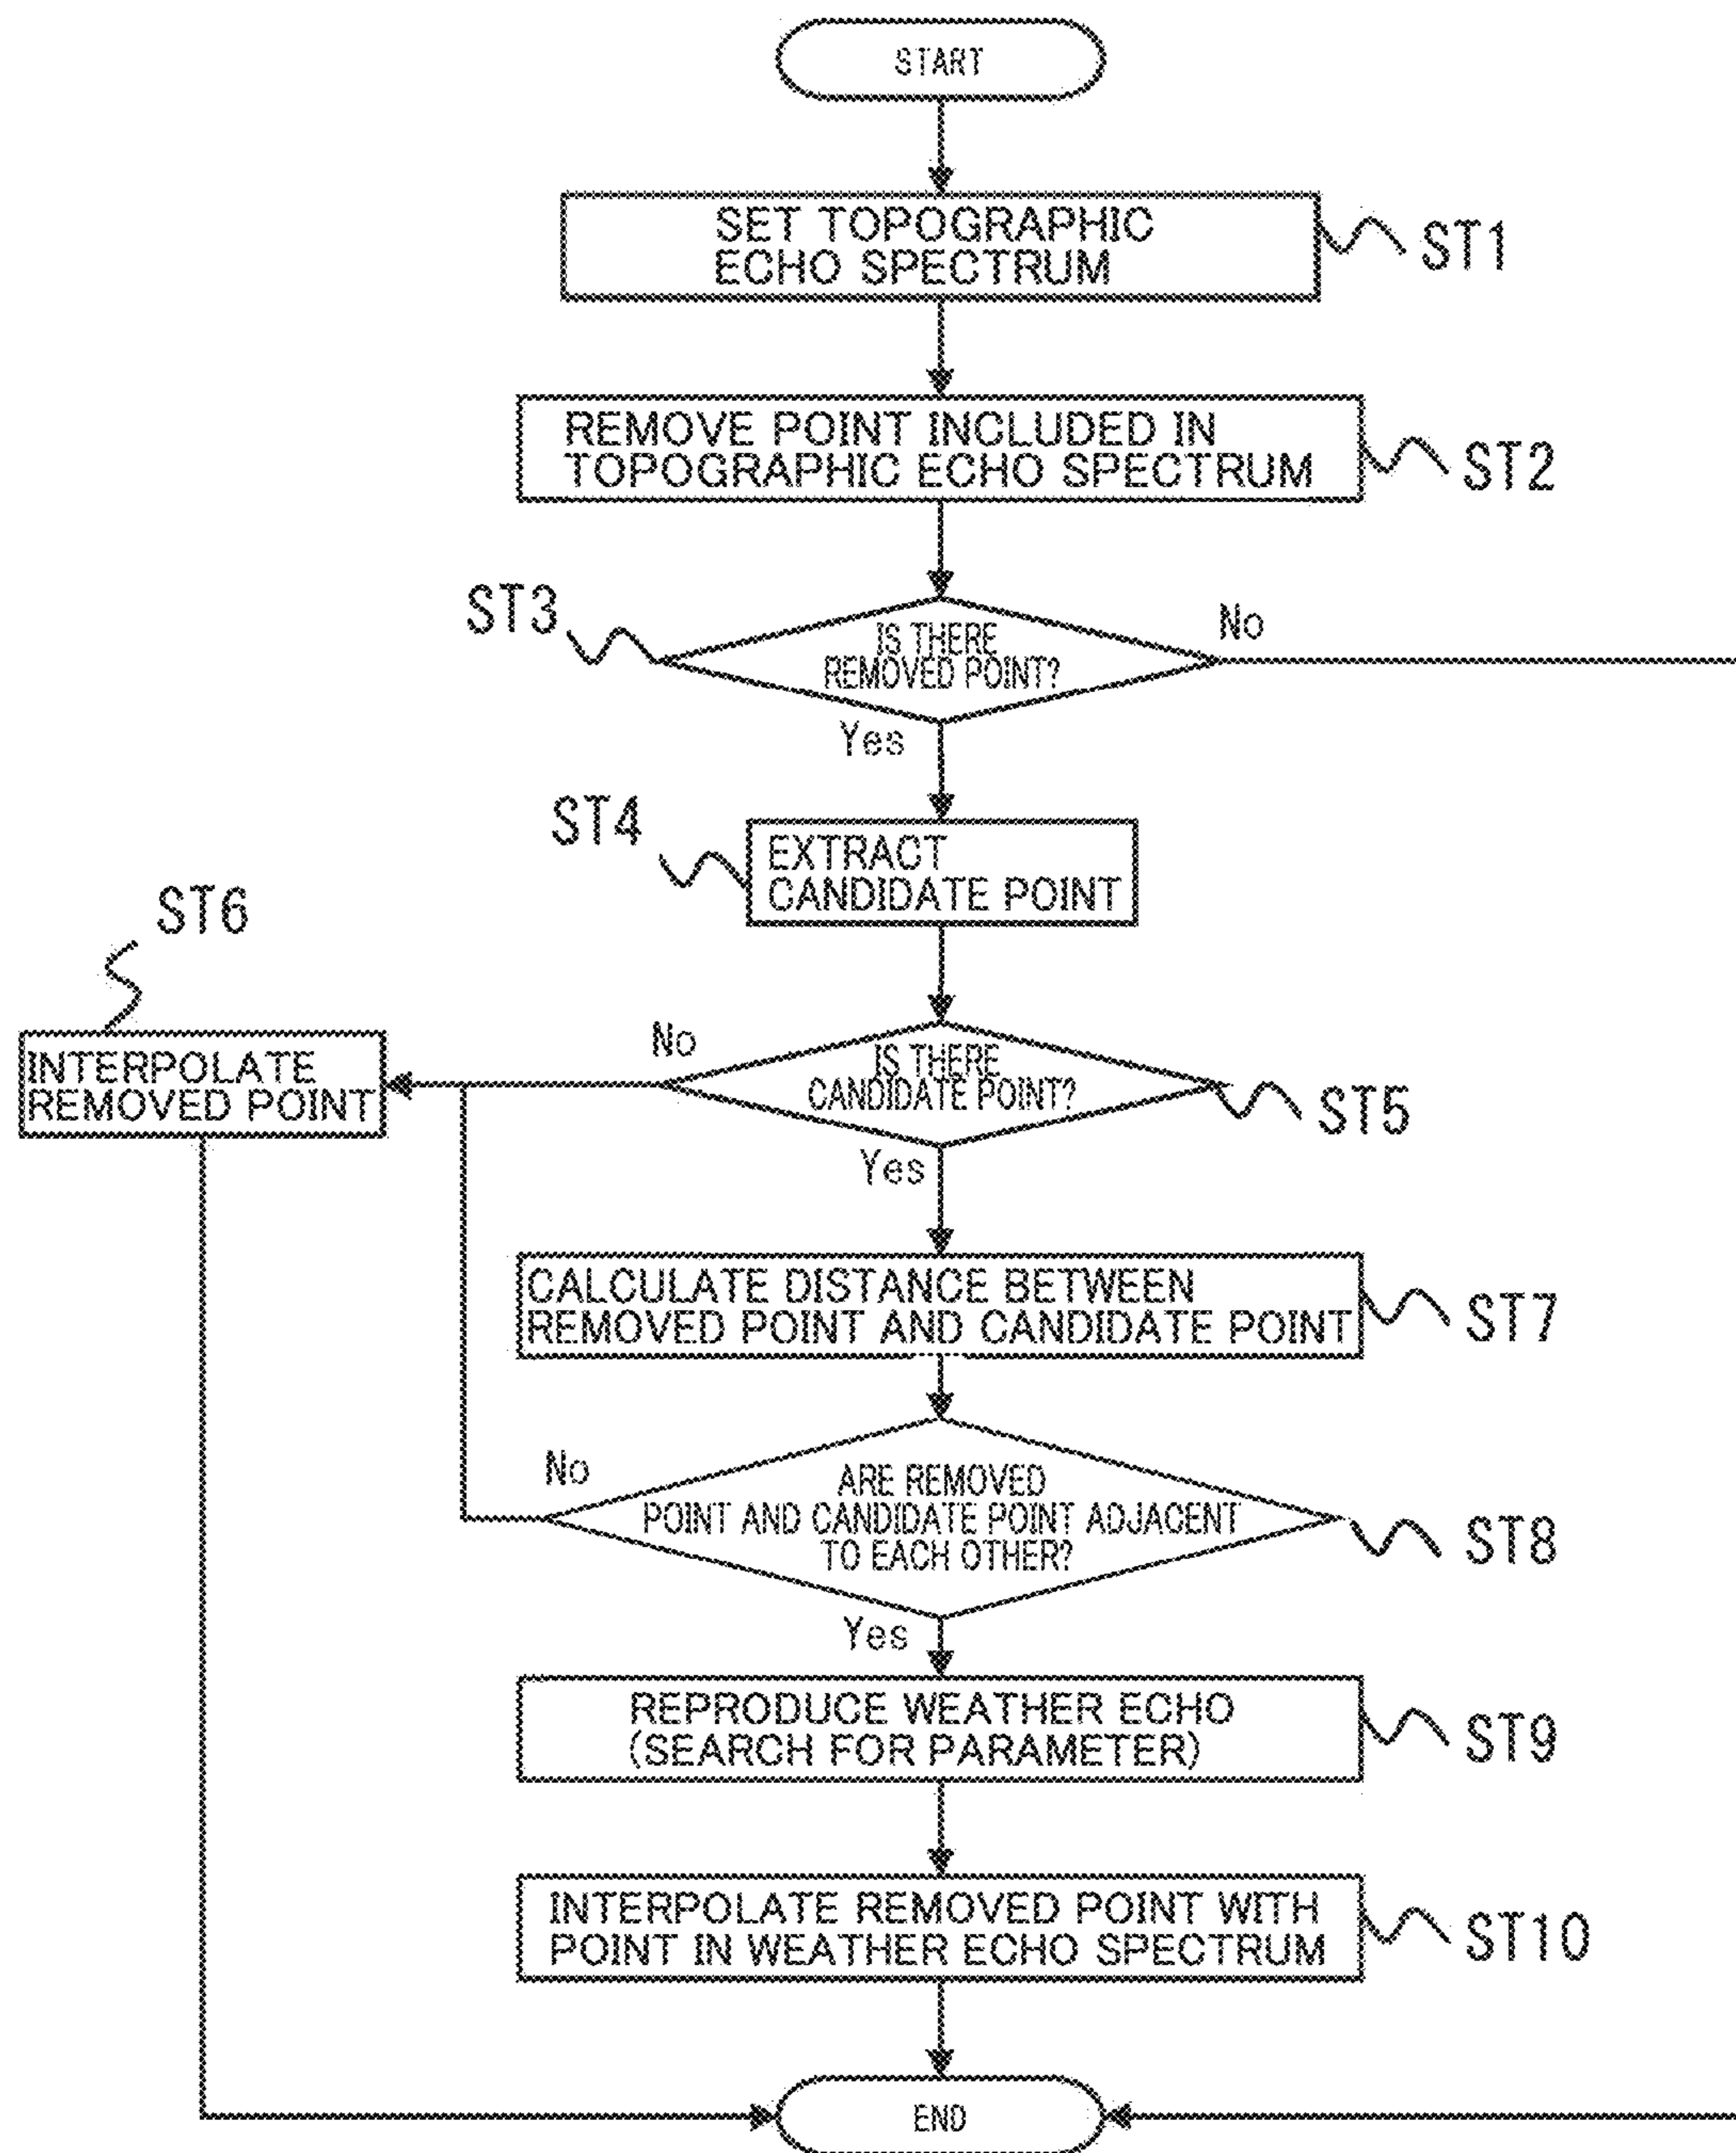 START
SET TOPOGRAPHIC
ECHO SPECTRUM
ST1
REMOVE POINT INCLUDED IN
TOPOGRAPHIC ECHO SPECTRUM
ST2
ST3
IS THERE
REMOVED POINT?
No
Yes
ST4
EXTRACT
CANDIDATE POINT
ST6
INTERPOLATE
REMOVED POINT
No
IS THERE
CANDIDATE POINT?
ST5
Yes
CALCULATE DISTANCE BETWEEN
REMOVED POINT AND CANDIDATE POINT
ST7
No
ARE REMOVED
POINT AND CANDIDATE POINT ADJACENT
TO EACH OTHER?
ST8
Yes
REPRODUCE WEATHER ECHO
(SEARCH FOR PARAMETER)
ST9
INTERPOLATE REMOVED POINT WITH
POINT IN WEATHER ECHO SPECTRUM
ST10
END